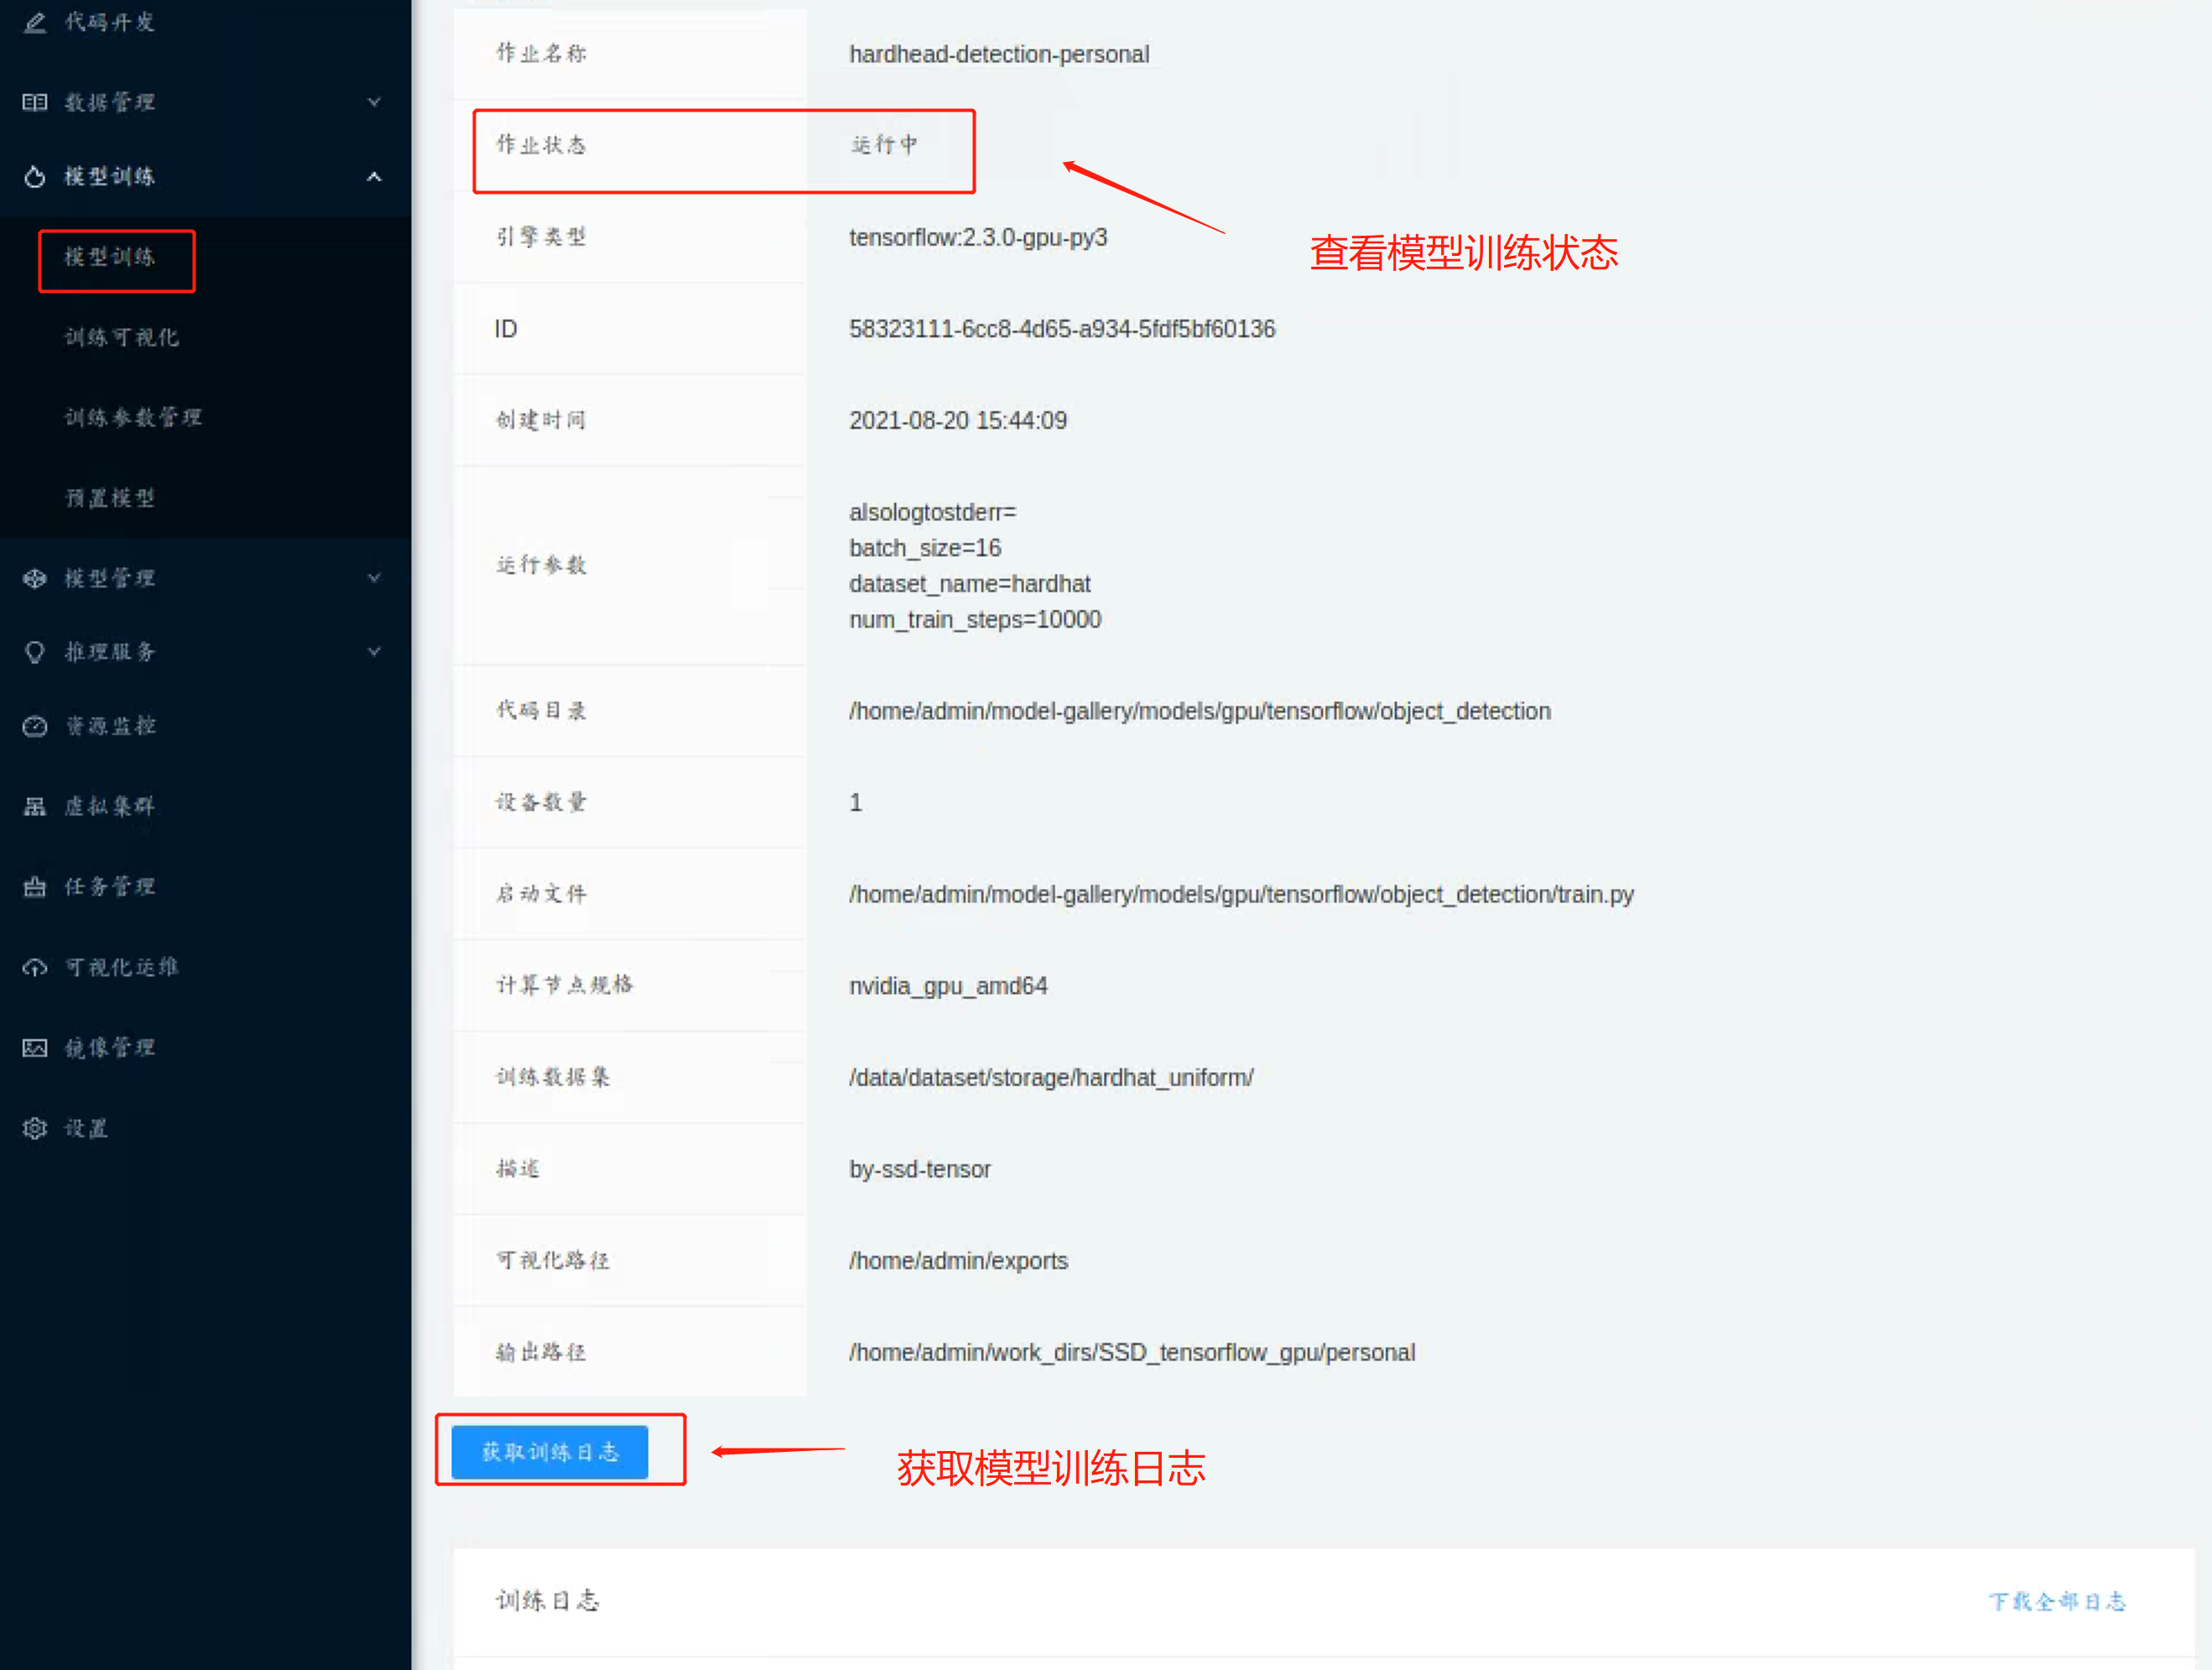 代码开发
数据管理
模型训练
模型训练
训练可视化
训练参数管理
预置模型
模型管理
推理服务
资源监控
虚拟集群
任务管理
可视化运维
镜像管理
设置
作业名称 hardhead-detection-personal
作业状态 运行中
查看模型训练状态
引擎类型 tensorflow:2.3.0-gpu-py3
ID 58323111-6cc8-4d65-a934-5fdf5bf60136
创建时间 2021-08-20 15:44:09
运行参数
alsologtostderr=
batch_size=16
dataset_name=hardhat
num_train_steps=10000
代码目录 /home/admin/model-gallery/models/gpu/tensorflow/object_detection
设备数量 1
启动文件 /home/admin/model-gallery/models/gpu/tensorflow/object_detection/train.py
计算节点规格 nvidia_gpu_amd64
训练数据集 /data/dataset/storage/hardhat_uniform/
描述 by-ssd-tensor
可视化路径 /home/admin/exports
输出路径 /home/admin/work_dirs/SSD_tensorflow_gpu/personal
获取训练日志
获取模型训练日志
训练日志 下载全部日志